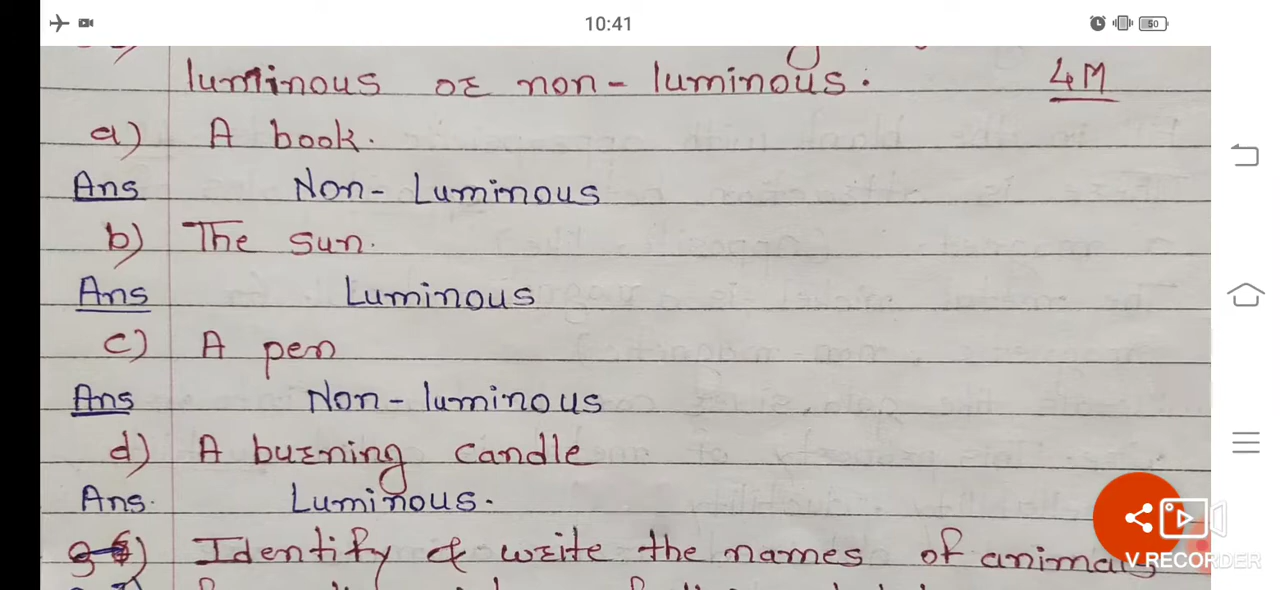 10:41
50
luminous or non-luminous. 4M
a) A book.
Ans Non-Luminous
b) The sun.
Ans Luminous
c) A pen
Ans Non-luminous
d) A burning candle
Ans. Luminous.
Identify & write the names of animals
V RECORDER